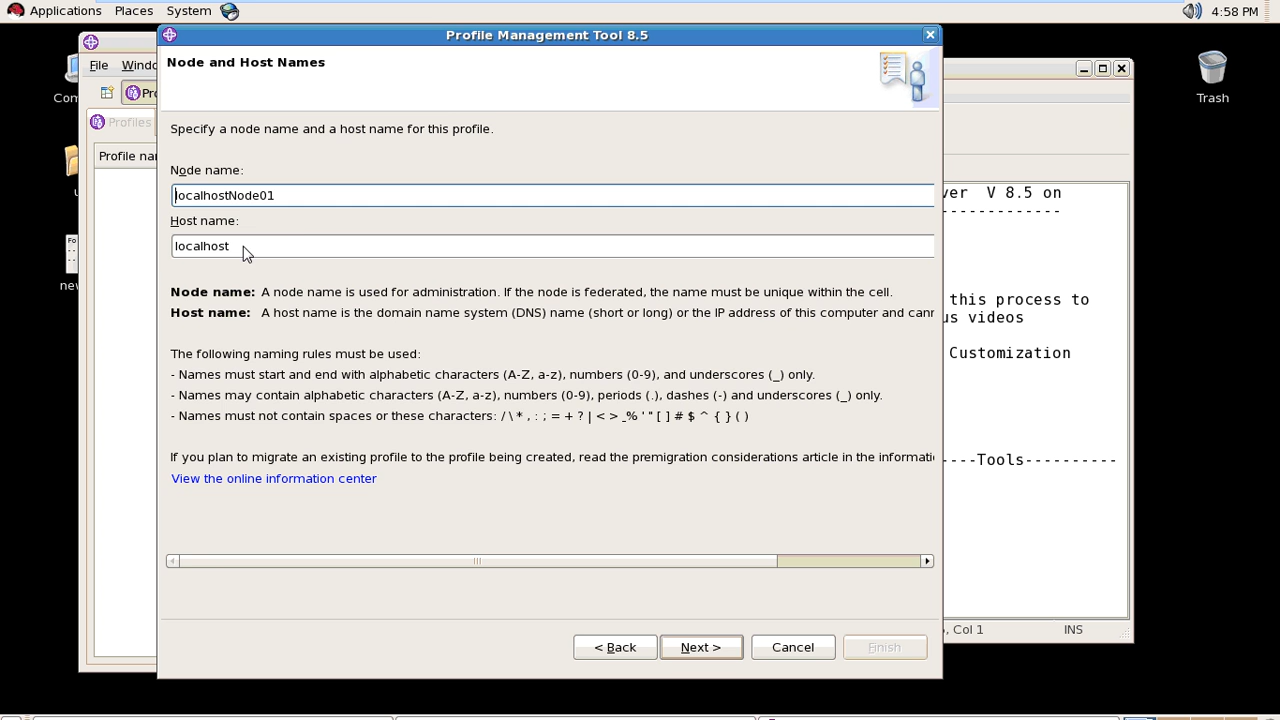 Applications Places System 4:58 PM
Profile Management Tool 8.5
Node and Host Names
File
Specify a node name and a host name for this profile.
Profiles
Node name:
localhostNode01
Host name:
localhost
Node name: A node name is used for administration. If the node is federated, the name must be unique within the cell.
Host name: A host name is the domain name system (DNS) name (short or long) or the IP address of this computer and
The following naming rules must be used:
- Names must start and end with alphabetic characters (A-Z, a-z), numbers (0-9), and underscores (_) only.
- Names may contain alphabetic characters (A-Z, a-z), numbers (0-9), periods (.), dashes (-) and underscores (_) only.
- Names must not contain spaces or these characters: / \ * , : ; = + ? | < > _% ' " [ ] # $ ^ { } ( )
If you plan to migrate an existing profile to the profile being created, read the premigration considerations article in the
View the online information center
< Back Next > Cancel Finish
Profile
V 8.5 on
-------------
this process to
videos
Customization
----Tools----------
Col 1 INS
Trash